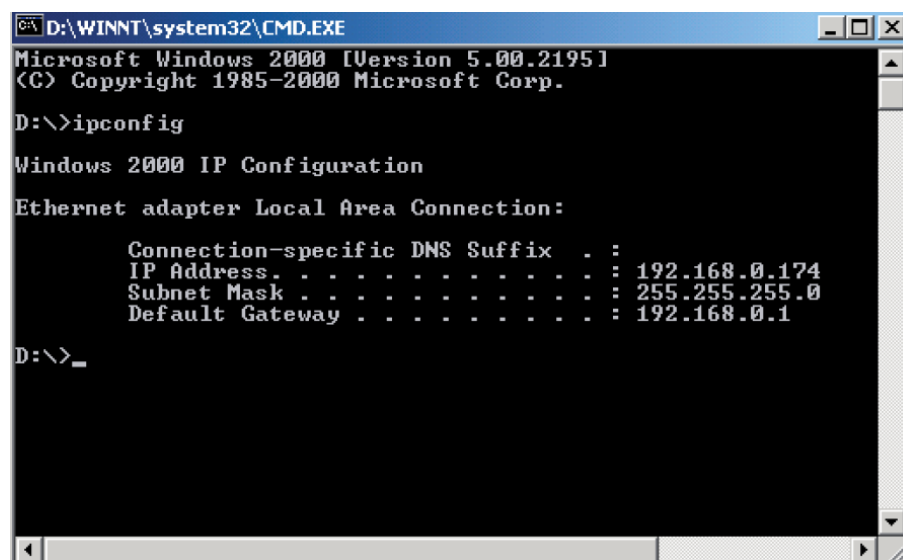 D:\WINNT\system32\CMD.EXE
Microsoft Windows 2000 [Version 5.00.2195]
(C) Copyright 1985-2000 Microsoft Corp.
D:\>ipconfig
Windows 2000 IP Configuration
Ethernet adapter Local Area Connection:
Connection-specific DNS Suffix . :
IP Address. . . . . . . . . . . . : 192.168.0.174
Subnet Mask . . . . . . . . . . . : 255.255.255.0
Default Gateway . . . . . . . . . : 192.168.0.1
D:\>_